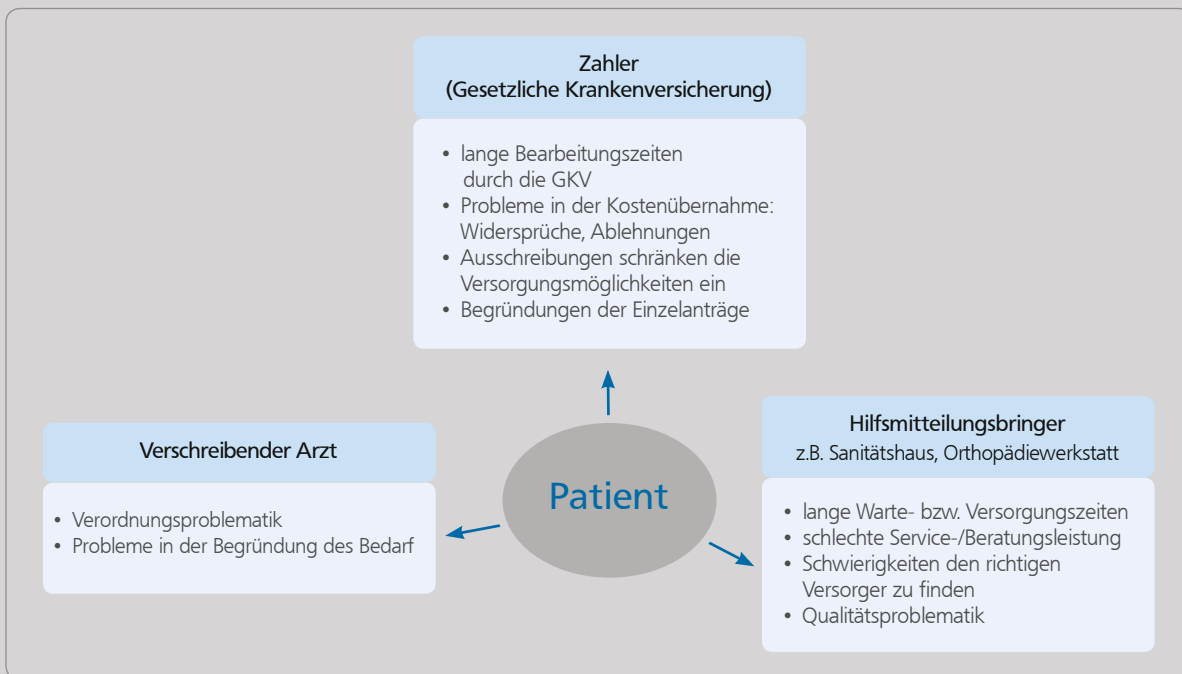 Zahler
(Gesetzliche Krankenversicherung)
• lange Bearbeitungszeiten
durch die GKV
• Probleme in der Kostenübernahme:
Widersprüche, Ablehnungen
• Ausschreibungen schränken die
Versorgungsmöglichkeiten ein
• Begründungen der Einzelanträge
Verschreibender Arzt
• Verordnungsproblematik
• Probleme in der Begründung des Bedarf
Patient
Hilfsmitteilungsbringer
z.B. Sanitätshaus, Orthopädiewerkstatt
• lange Warte- bzw. Versorgungszeiten
• schlechte Service-/Beratungsleistung
• Schwierigkeiten den richtigen
Versorger zu finden
• Qualitätsproblematik